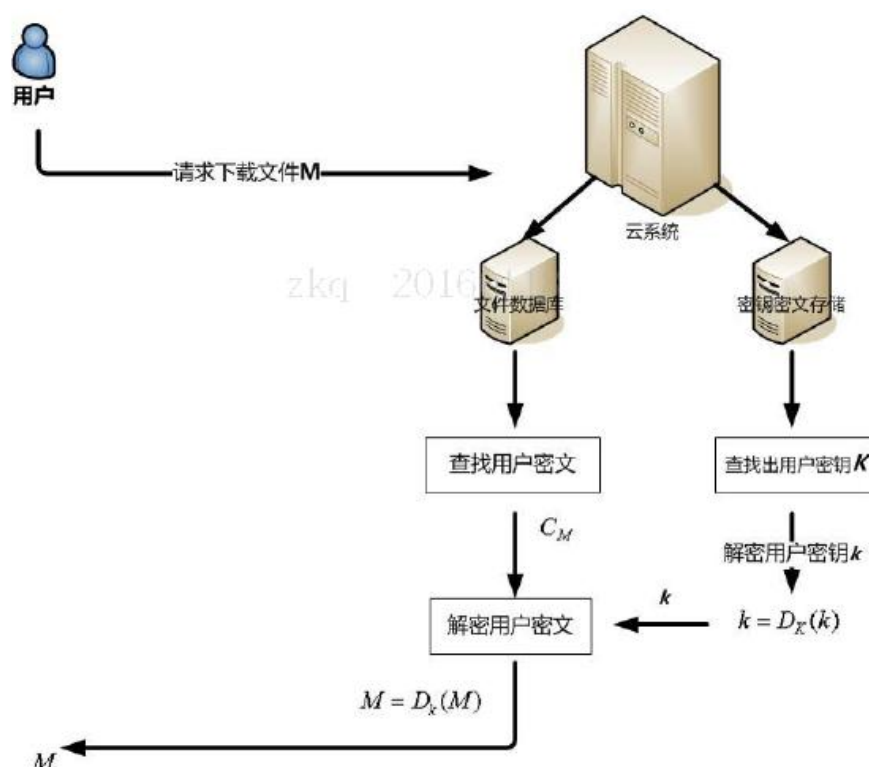 用户
请求下载文件M
云系统
zkq 2016
文件数据库
密钥密文存储
查找用户密文
查找出用户密钥K
C_M
解密用户密钥k
k
解密用户密文
k = D_K(k)
M = D_k(M)
M